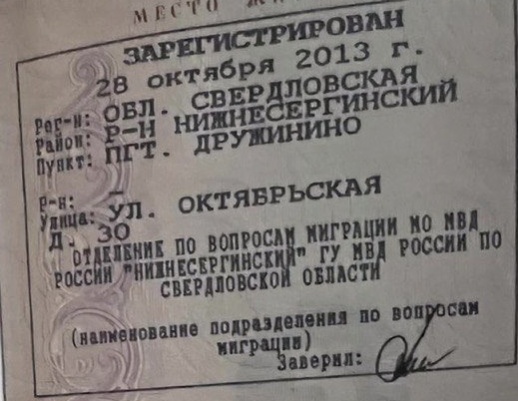 МЕСТО
ЗАРЕГИСТРИРОВАН
28 октября 2013 г.
Рег-н: ОБЛ. СВЕРДЛОВСКАЯ
Район: Р-Н НИЖНЕСЕРГИНСКИЙ
Пункт: ПГТ. ДРУЖИНИНО
Р-н: –
Улица: УЛ. ОКТЯБРЬСКАЯ
Д. 30
ОТДЕЛЕНИЕ ПО ВОПРОСАМ МИГРАЦИИ МО МВД
РОССИИ "НИЖНЕСЕРГИНСКИЙ" ГУ МВД РОССИИ ПО
СВЕРДЛОВСКОЙ ОБЛАСТИ
(наименование подразделения по вопросам
миграции)
Заверил: